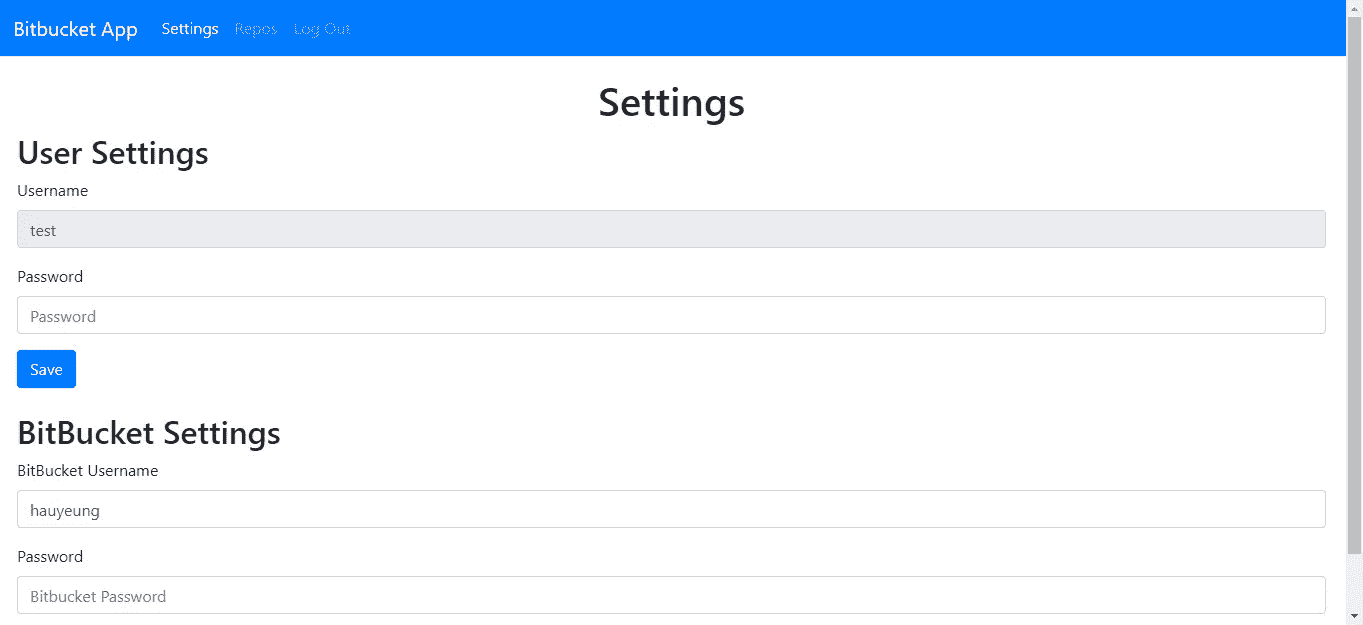 Bitbucket App Settings Repos Log Out
Settings
User Settings
Username
test
Password
Password
Save
BitBucket Settings
BitBucket Username
hauyeung
Password
Bitbucket Password